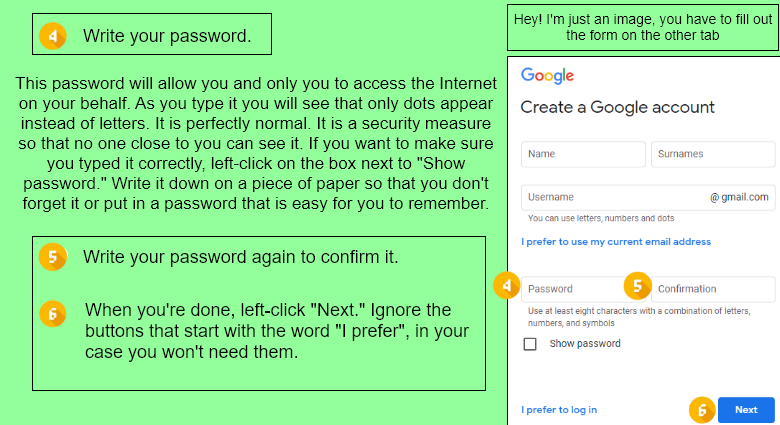 4 Write your password.
This password will allow you and only you to access the Internet
on your behalf. As you type it you will see that only dots appear
instead of letters. It is perfectly normal. It is a security measure
so that no one close to you can see it. If you want to make sure
you typed it correctly, left-click on the box next to "Show
password." Write it down on a piece of paper so that you don't
forget it or put in a password that is easy for you to remember.
5 Write your password again to confirm it.
6 When you're done, left-click "Next." Ignore the
buttons that start with the word "I prefer", in your
case you won't need them.
Hey! I'm just an image, you have to fill out
the form on the other tab
Google
Create a Google account
Name Surnames
Username @ gmail.com
You can use letters, numbers and dots
I prefer to use my current email address
4 Password 5 Confirmation
Use at least eight characters with a combination of letters,
numbers, and symbols
Show password
I prefer to log in 6 Next